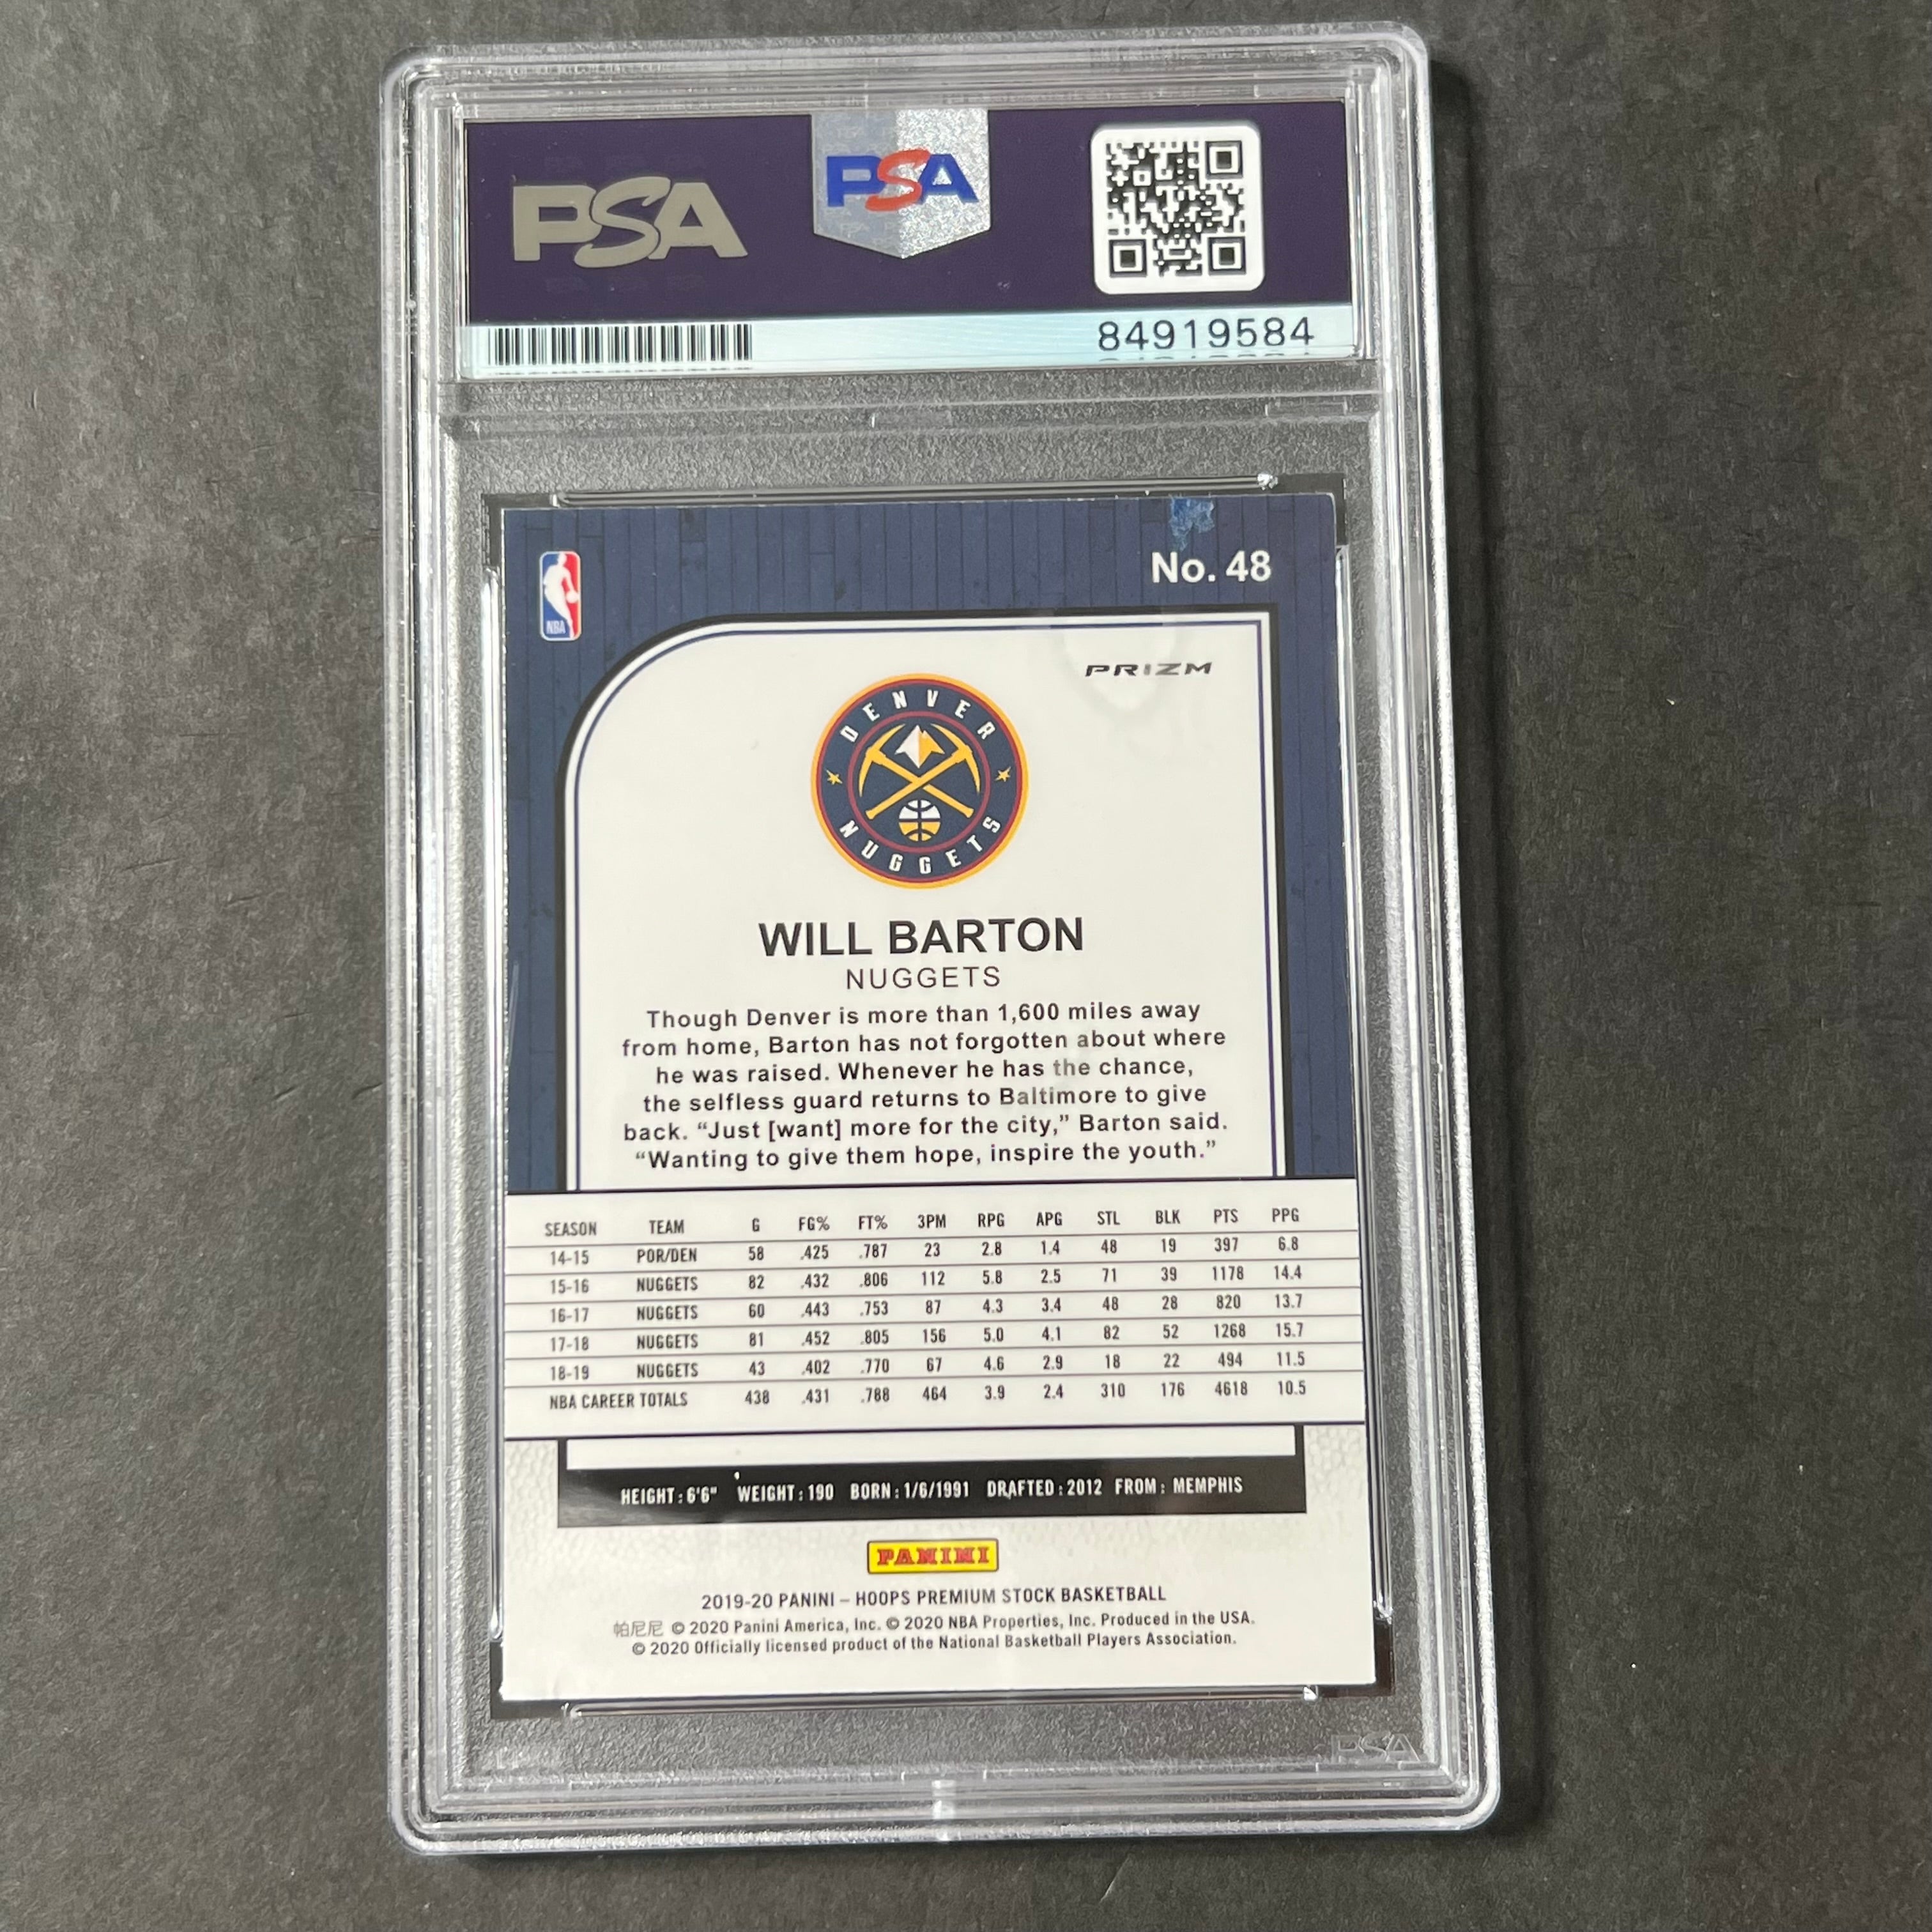 PSA
PSA
84919584
No. 48
NBA
PRIZM
DENVER
NUGGETS
WILL BARTON
NUGGETS
Though Denver is more than 1,600 miles away
from home, Barton has not forgotten about where
he was raised. Whenever he has the chance,
the selfless guard returns to Baltimore to give
back. “Just [want] more for the city,” Barton said.
“Wanting to give them hope, inspire the youth.”
SEASON TEAM G FG% FT% 3PM RPG APG STL BLK PTS PPG
14-15 POR/DEN 58 .425 .787 23 2.8 1.4 48 19 397 6.8
15-16 NUGGETS 82 .432 .806 112 5.8 2.5 71 39 1178 14.4
16-17 NUGGETS 60 .443 .753 87 4.3 3.4 48 28 820 13.7
17-18 NUGGETS 81 .452 .805 156 5.0 4.1 82 52 1268 15.7
18-19 NUGGETS 43 .402 .770 67 4.6 2.9 18 22 494 11.5
NBA CAREER TOTALS 438 .431 .788 464 3.9 2.4 310 176 4618 10.5
HEIGHT: 6'6" WEIGHT: 190 BORN: 1/6/1991 DRAFTED: 2012 FROM: MEMPHIS
PANINI
2019-20 PANINI – HOOPS PREMIUM STOCK BASKETBALL
帕尼尼 © 2020 Panini America, Inc. © 2020 NBA Properties, Inc. Produced in the USA.
© 2020 Officially licensed product of the National Basketball Players Association.
PSA